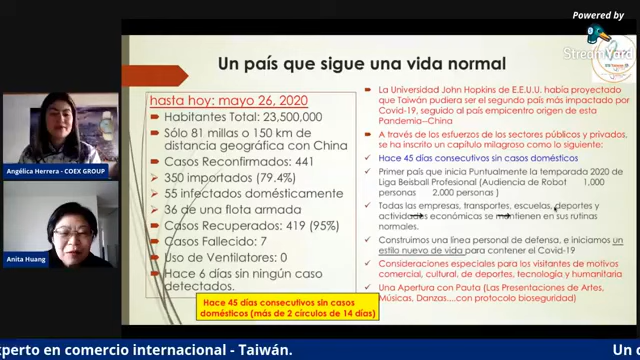 Powered by
StreamYard
Un país que sigue una vida normal
hasta hoy: mayo 26, 2020
Habitantes Total: 23,500,000
Sólo 81 millas o 150 km de
distancia geográfica con China
Casos Reconfirmados: 441
350 importados (79.4%)
55 infectados domésticamente
36 de una flota armada
Casos Recuperados: 419 (95%)
Casos Fallecido: 7
Uso de Ventilatores: 0
Hace 6 días sin ningún caso
detectados.
Hace 45 días consecutivos sin casos
domésticos (más de 2 círculos de 14 días)
La Universidad John Hopkins de E.E.U.U. había proyectado
que Taiwán pudiera ser el segundo país más impactado por
Covid-19, seguido al país empicentro origen de esta
Pandemia--China
A través de los esfuerzos de los sectores públicos y privados,
se ha inscrito un capítulo milagroso como lo siguiente:
Hace 45 días consecutivos sin casos domésticos
Primer país que inicia Puntualmente la temporada 2020 de
Liga Beisball Profesional (Audiencia de Robot 1,000
personas 2,000 personas )
Todas las empresas, transportes, escuelas, deportes y
actividades económicas se mantienen en sus rutinas
normales.
Construimos una línea personal de defensa, e iniciamos un
estilo nuevo de vida para contener el Covid-19
Consideraciones especiales para los visitantes de motivos
comercial, cultural, de deportes, tecnología y humanitaria
Una Apertura con Pauta (Las Presentaciones de Artes,
Músicas, Danzas....con protocolo bioseguridad)
Angélica Herrera - COEX GROUP
Anita Huang
xperto en comercio internacional - Taiwán.
Un c